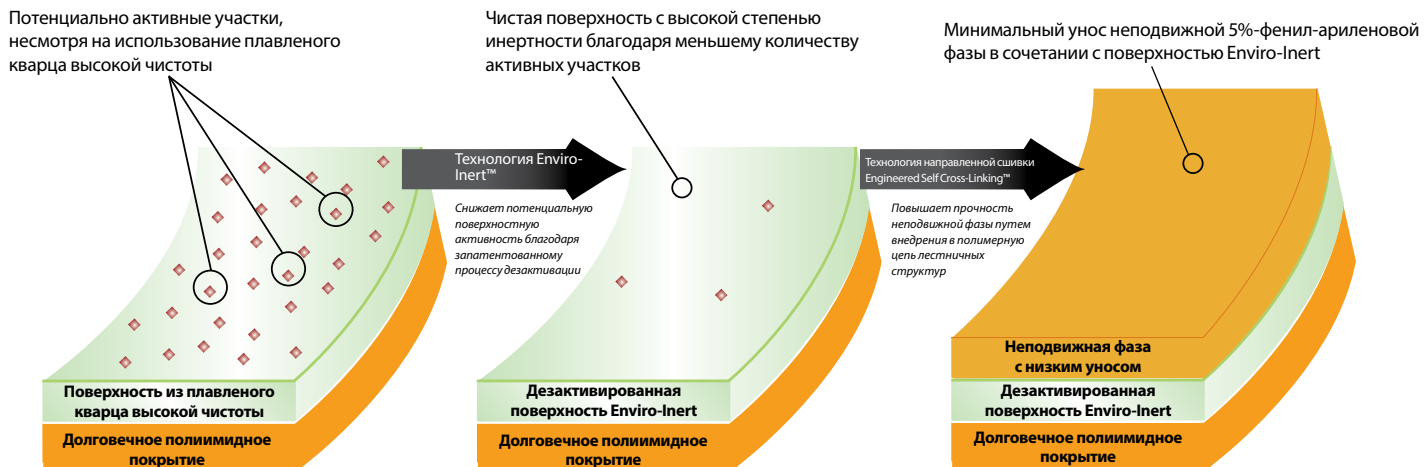 Потенциально активные участки,
несмотря на использование плавленого
кварца высокой чистоты
Технология Enviro-
Inert™
Снижает потенциальную
поверхностную
активность благодаря
запатентованному
процессу дезактивации
Поверхность из плавленого
кварца высокой чистоты
Долговечное полиимидное
покрытие
Чистая поверхность с высокой степенью
инертности благодаря меньшему количеству
активных участков
Технология направленной сшивки
Engineered Self Cross-Linking™
Повышает прочность
неподвижной фазы путем
внедрения в полимерную
цепь лестничных
структур
Дезактивированная
поверхность Enviro-Inert
Долговечное полиимидное
покрытие
Минимальный унос неподвижной 5%-фенил-ариленовой
фазы в сочетании с поверхностью Enviro-Inert
Неподвижная фаза
с низким уносом
Дезактивированная
поверхность Enviro-Inert
Долговечное полиимидное
покрытие